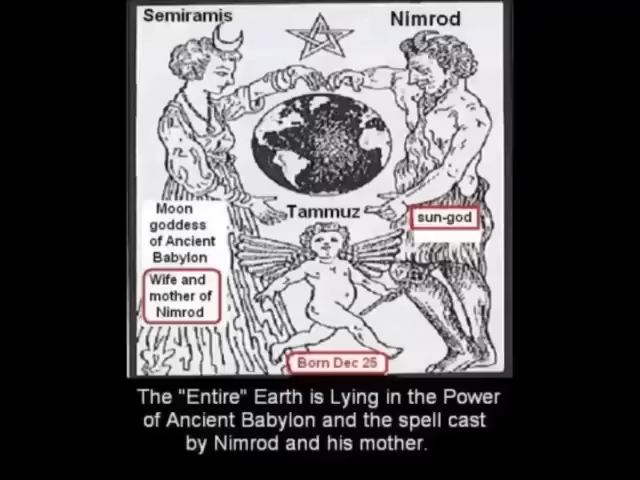 Semiramis
Nimrod
Tammuz
Moon
goddess
of Ancient
Babylon
Wife and
mother of
Nimrod
sun-god
Born Dec 25
The "Entire" Earth is Lying in the Power
of Ancient Babylon and the spell cast
by Nimrod and his mother.